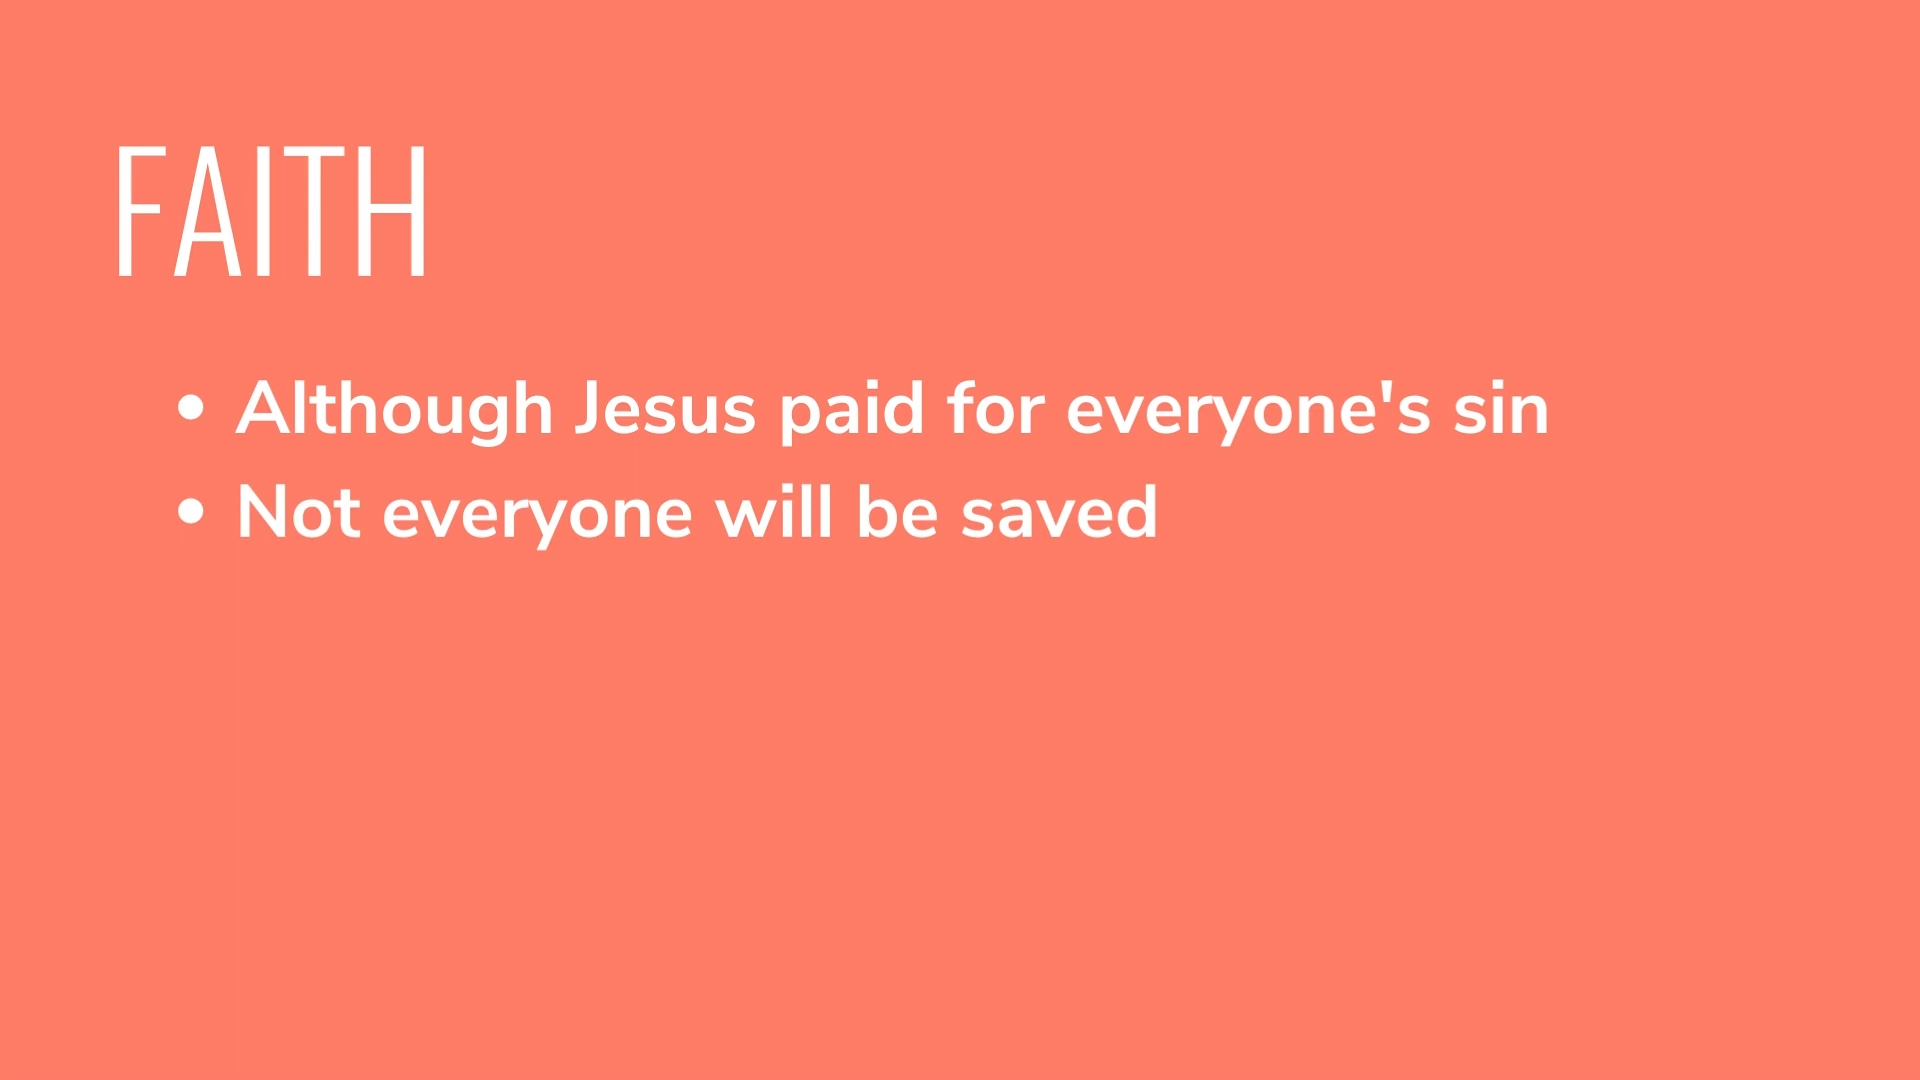 FAITH
• Although Jesus paid for everyone's sin
• Not everyone will be saved